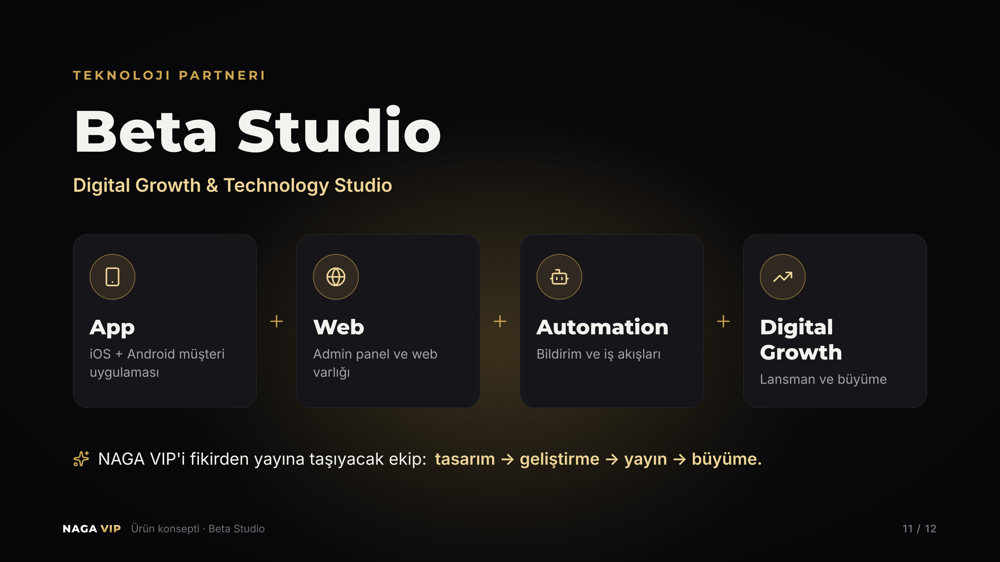 TEKNOLOJI PARTNERI
Beta Studio
Digital Growth & Technology Studio
App
iOS + Android müşteri
uygulaması
+
Web
Admin panel ve web
varlığı
+
Automation
Bildirim ve iş akışları
+
Digital
Growth
Lansman ve büyüme
NAGA VIP'i fikirden yayına taşıyacak ekip: tasarım → geliştirme → yayın → büyüme.
NAGA VIP Ürün konsepti · Beta Studio
11 / 12